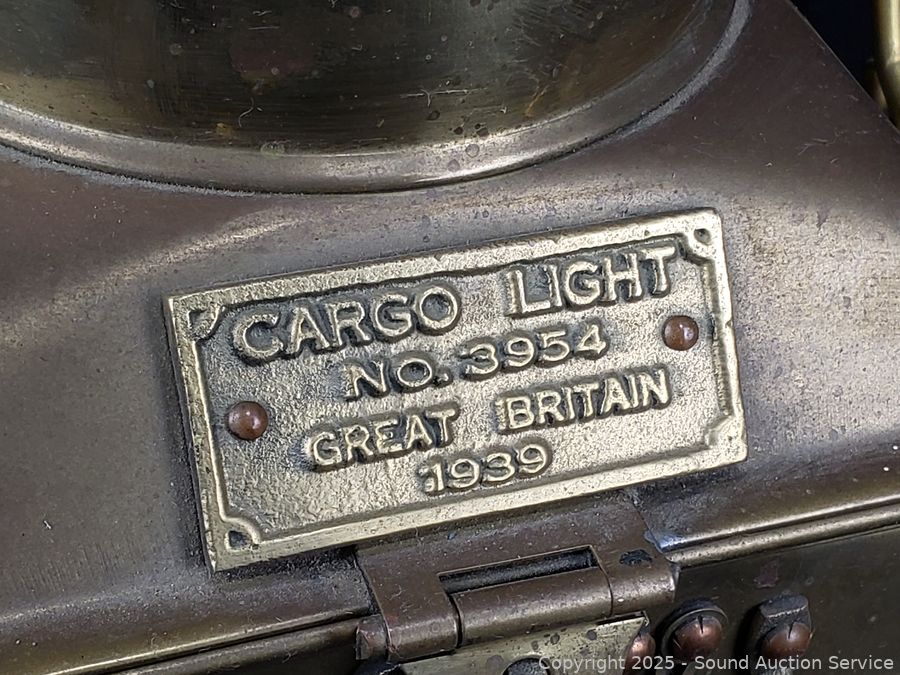 CARGO LIGHT
NO. 3954
GREAT BRITAIN
1939
Copyright 2025 - Sound Auction Service